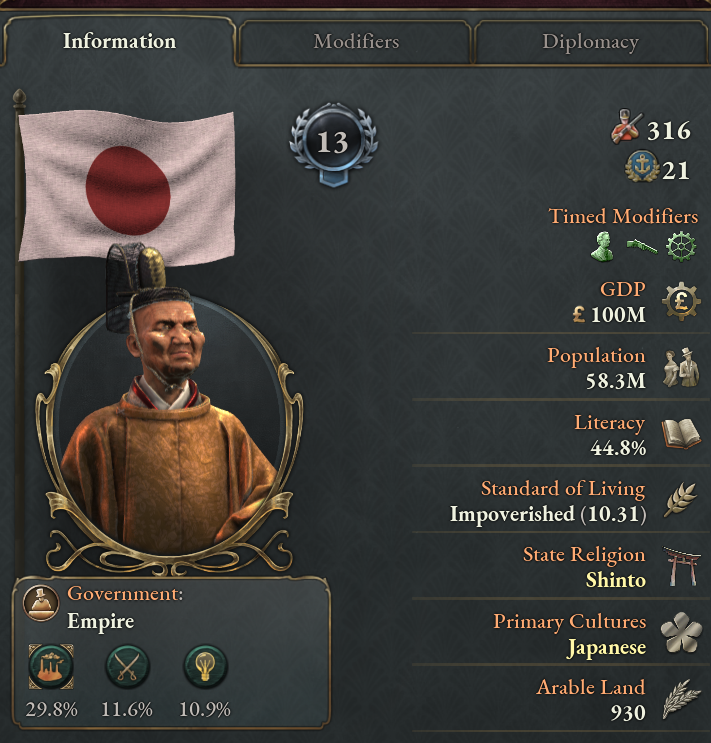 Information
Modifiers
Diplomacy
13
316
21
Timed Modifiers
GDP
£ 100M
Population
58.3M
Literacy
44.8%
Standard of Living
Impoverished (10.31)
State Religion
Shinto
Primary Cultures
Japanese
Arable Land
930
Government:
Empire
29.8%
11.6%
10.9%